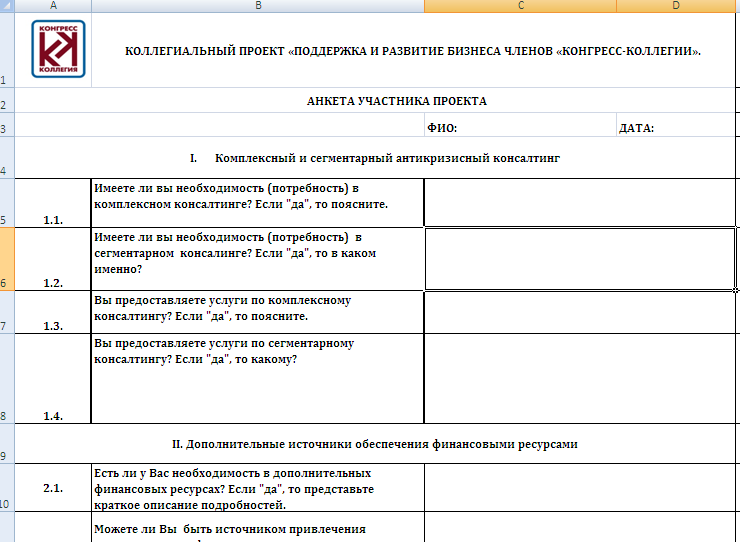 A B C D
КОНГРЕСС
КК
КОЛЛЕГИЯ
КОЛЛЕГИАЛЬНЫЙ ПРОЕКТ «ПОДДЕРЖКА И РАЗВИТИЕ БИЗНЕСА ЧЛЕНОВ «КОНГРЕСС-КОЛЛЕГИИ».
1
2 АНКЕТА УЧАСТНИКА ПРОЕКТА
3 ФИО: ДАТА:
I. Комплексный и сегментарный антикризисный консалтинг
4
Имеете ли вы необходимость (потребность) в
комплексном консалтинге? Если "да", то поясните.
5 1.1.
Имеете ли вы необходимость (потребность) в
сегментарном консалинге? Если "да", то в каком
именно?
6 1.2.
Вы предоставляете услуги по комплексному
консалтингу? Если "да", то поясните.
7 1.3.
Вы предоставляете услуги по сегментарному
консалтингу? Если "да", то какому?
8 1.4.
II. Дополнительные источники обеспечения финансовыми ресурсами
9
Есть ли у Вас необходимость в дополнительных
2.1. финансовых ресурсах? Если "да", то представьте
10 краткое описание подробностей.
Можете ли Вы быть источником привлечения